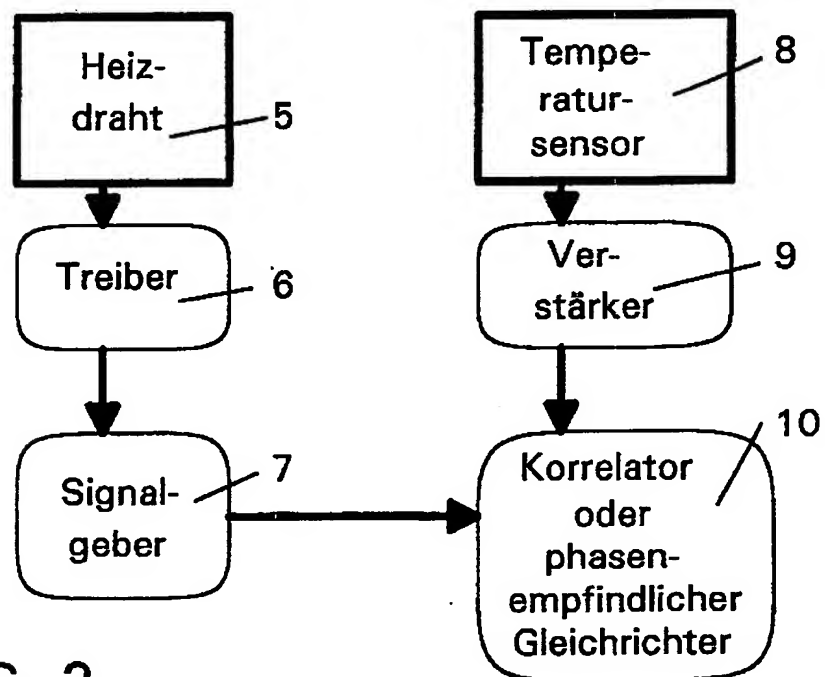 Heiz-
draht
5
Tempe-
ratur-
sensor
8
Treiber
6
Ver-
stärker
9
Signal-
geber
7
Korrelator
oder
phasen-
empfindlicher
Gleichrichter
10